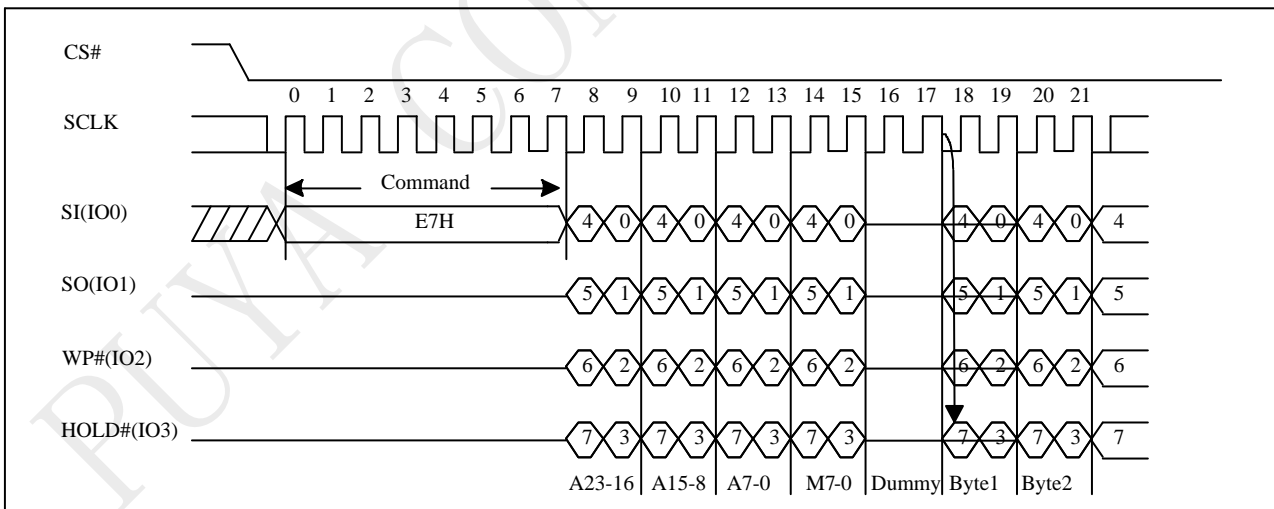 CS#
0 1 2 3 4 5 6 7 8 9 10 11 12 13 14 15 16 17 18 19 20 21
SCLK
Command
SI(IO0) E7H 4 0 4 0 4 0 4 0 4 0 4 0 4
SO(IO1) 5 1 5 1 5 1 5 1 5 1 5 1 5
WP#(IO2) 6 2 6 2 6 2 6 2 6 2 6 2 6
HOLD#(IO3) 7 3 7 3 7 3 7 3 7 3 7 3 7
A23-16 A15-8 A7-0 M7-0 Dummy Byte1 Byte2
PUYA CON